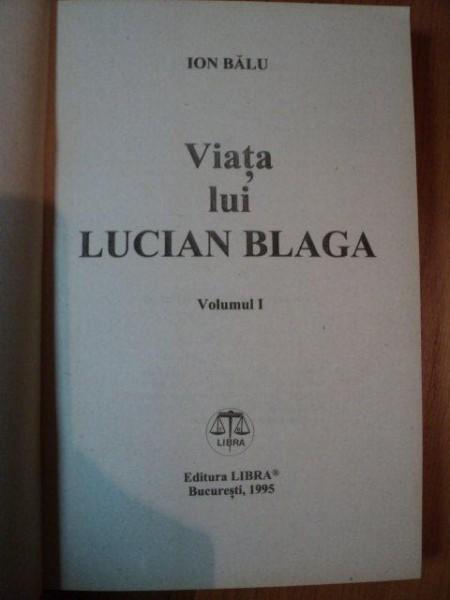 ION BĂLU
Viața
lui
LUCIAN BLAGA
Volumul I
LIBRA
Editura LIBRA®
București, 1995